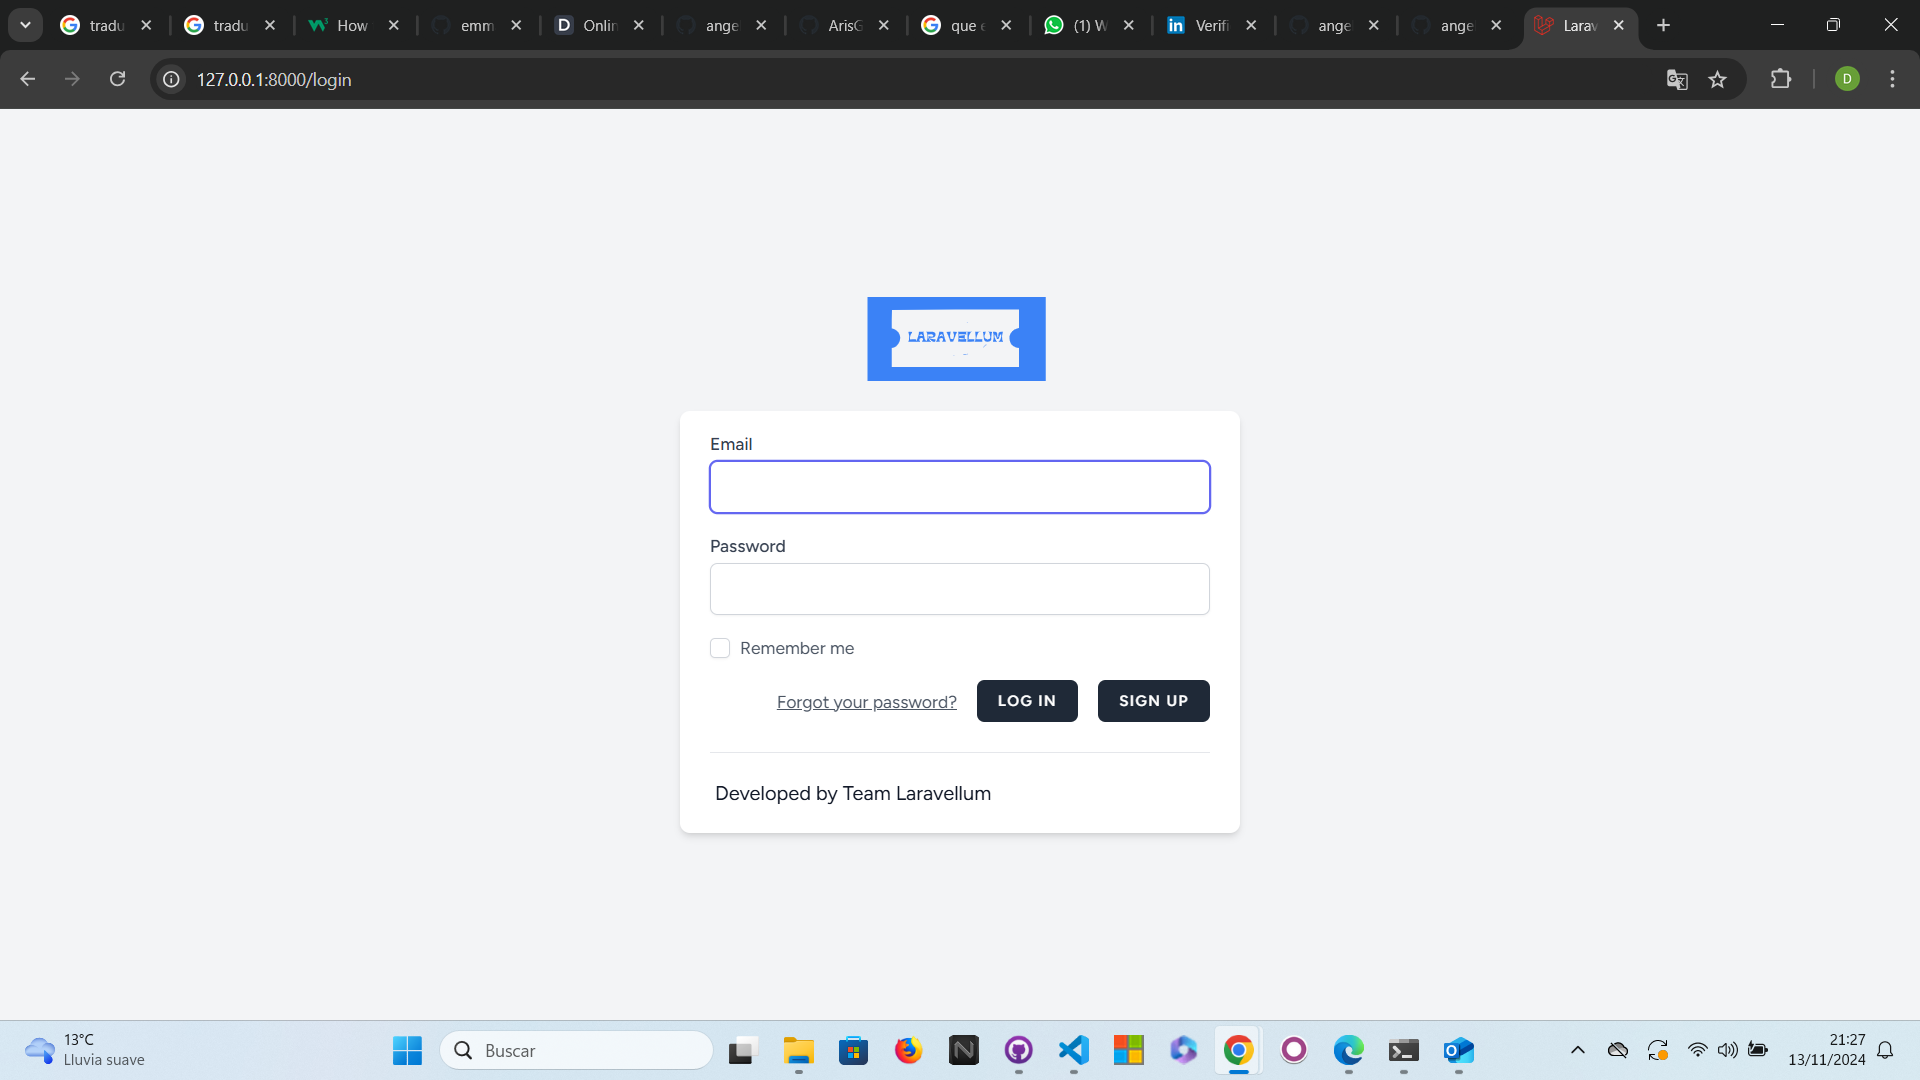 tradu
tradu
How
emm
Onlin
ange
ArisG
que e
(1) W
Verifi
ange
ange
Larav
127.0.0.1:8000/login
D
LARAVELLUM
Email
Password
Remember me
Forgot your password?
LOG IN
SIGN UP
Developed by Team Laravellum
13°C
Lluvia suave
Buscar
21:27
13/11/2024